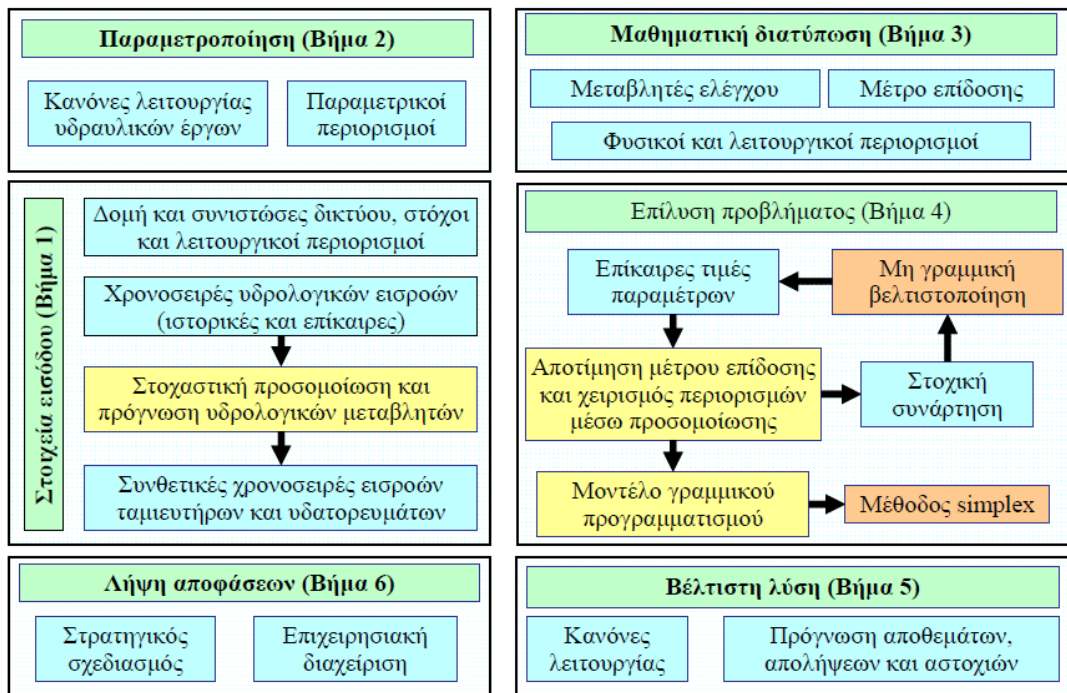 Παραμετροποίηση (Βήμα 2)
Κανόνες λειτουργίας
υδραυλικών έργων
Παραμετρικοί
περιορισμοί
Μαθηματική διατύπωση (Βήμα 3)
Μεταβλητές ελέγχου
Μέτρο επίδοσης
Φυσικοί και λειτουργικοί περιορισμοί
Στοιχεία εισόδου (Βήμα 1)
Δομή και συνιστώσες δικτύου, στόχοι
και λειτουργικοί περιορισμοί
Χρονοσειρές υδρολογικών εισροών
(ιστορικές και επίκαιρες)
Στοχαστική προσομοίωση και
πρόγνωση υδρολογικών μεταβλητών
Συνθετικές χρονοσειρές εισροών
ταμιευτήρων και υδατορευμάτων
Επίλυση προβλήματος (Βήμα 4)
Επίκαιρες τιμές
παραμέτρων
Μη γραμμική
βελτιστοποίηση
Αποτίμηση μέτρου επίδοσης
και χειρισμός περιορισμών
μέσω προσομοίωσης
Στοχική
συνάρτηση
Μοντέλο γραμμικού
προγραμματισμού
Μέθοδος simplex
Λήψη αποφάσεων (Βήμα 6)
Στρατηγικός
σχεδιασμός
Επιχειρησιακή
διαχείριση
Βέλτιστη λύση (Βήμα 5)
Κανόνες
λειτουργίας
Πρόγνωση αποθεμάτων,
απολήψεων και αστοχιών